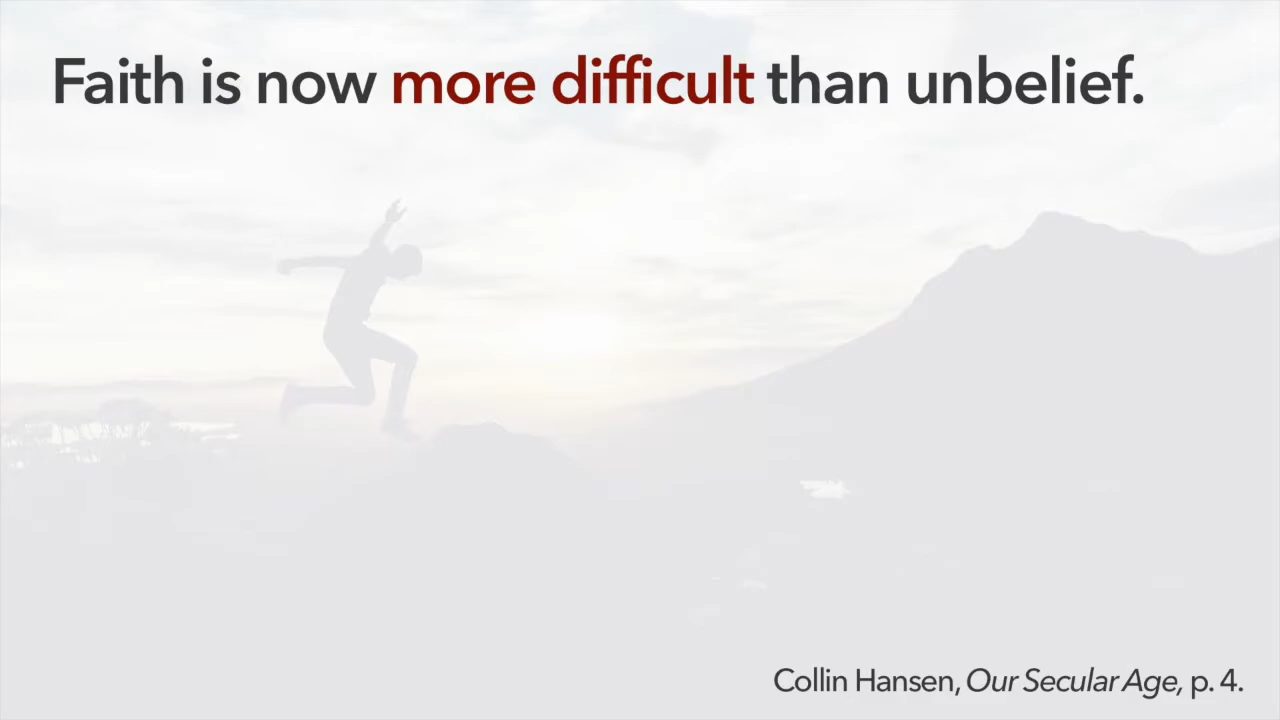 Faith is now more difficult than unbelief.
Collin Hansen, Our Secular Age, p. 4.